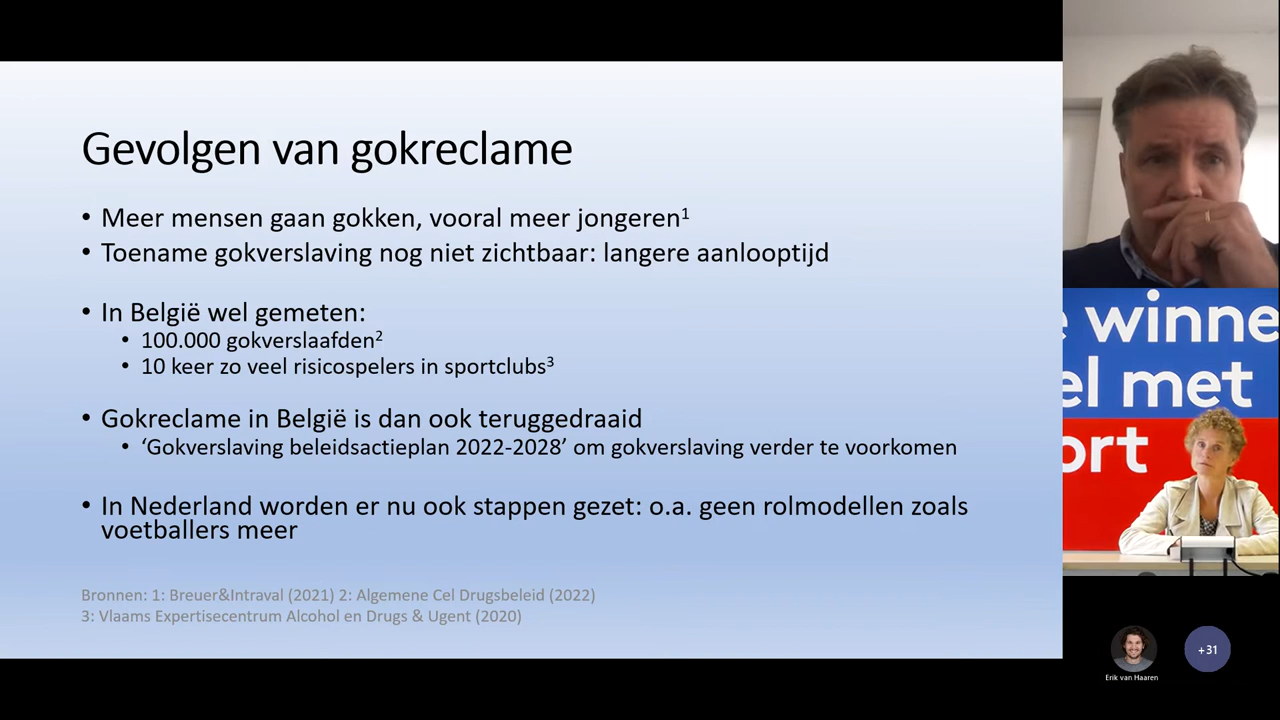 Gevolgen van gokreclame
• Meer mensen gaan gokken, vooral meer jongeren¹
• Toename gokverslaving nog niet zichtbaar: langere aanlooptijd
• In België wel gemeten:
• 100.000 gokverslaafden²
• 10 keer zo veel risicospelers in sportclubs³
• Gokreclame in België is dan ook teruggedraaid
• ‘Gokverslaving beleidsactieplan 2022-2028’ om gokverslaving verder te voorkomen
• In Nederland worden er nu ook stappen gezet: o.a. geen rolmodellen zoals
voetballers meer
Bronnen: 1: Breuer&Intraval (2021) 2: Algemene Cel Drugsbeleid (2022)
3: Vlaams Expertisecentrum Alcohol en Drugs & Ugent (2020)
e winne
el met
ort
Erik van Haaren
+31